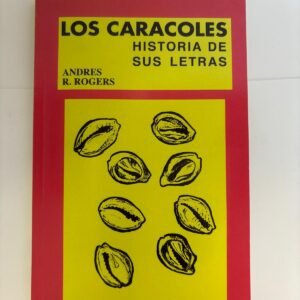 LOS CARACOLES
HISTORIA DE
SUS LETRAS
ANDRES
R. ROGERS